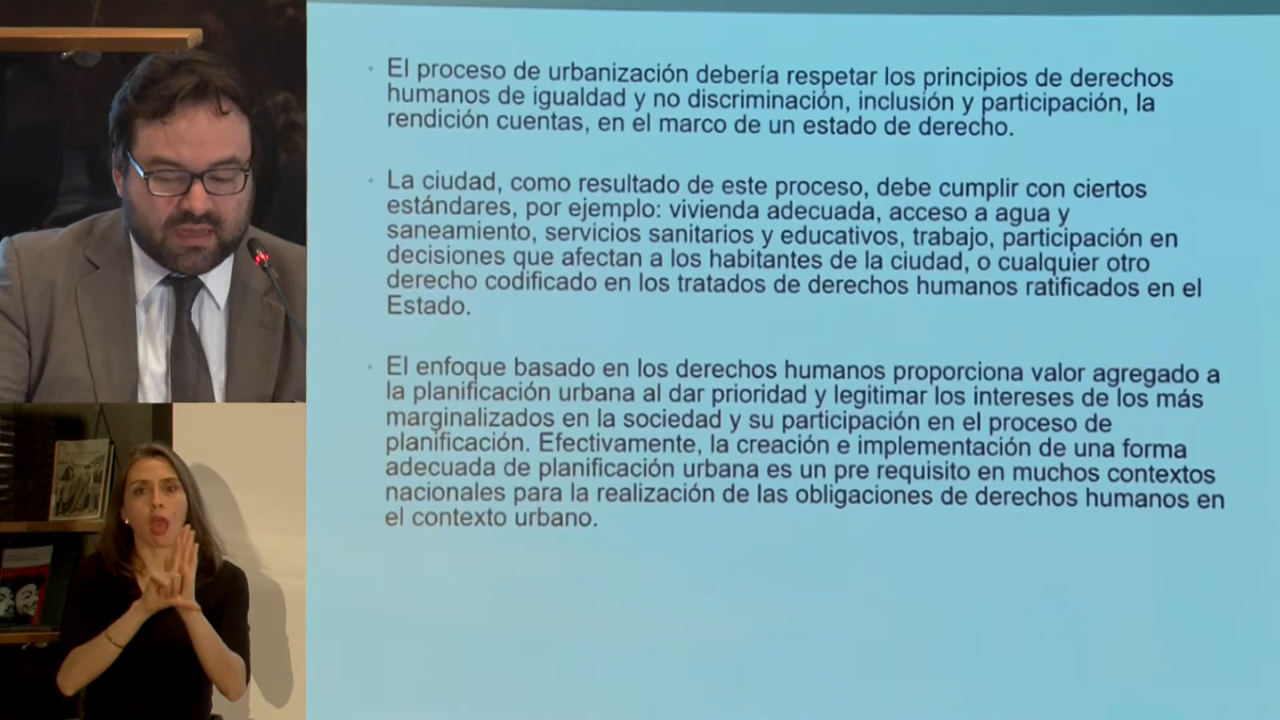 El proceso de urbanización debería respetar los principios de derechos
humanos de igualdad y no discriminación, inclusión y participación, la
rendición cuentas, en el marco de un estado de derecho.
La ciudad, como resultado de este proceso, debe cumplir con ciertos
estándares, por ejemplo: vivienda adecuada, acceso a agua y
saneamiento, servicios sanitarios y educativos, trabajo, participación en
decisiones que afectan a los habitantes de la ciudad, o cualquier otro
derecho codificado en los tratados de derechos humanos ratificados en el
Estado.
El enfoque basado en los derechos humanos proporciona valor agregado a
la planificación urbana al dar prioridad y legitimar los intereses de los más
marginalizados en la sociedad y su participación en el proceso de
planificación. Efectivamente, la creación e implementación de una forma
adecuada de planificación urbana es un pre requisito en muchos contextos
nacionales para la realización de las obligaciones de derechos humanos en
el contexto urbano.